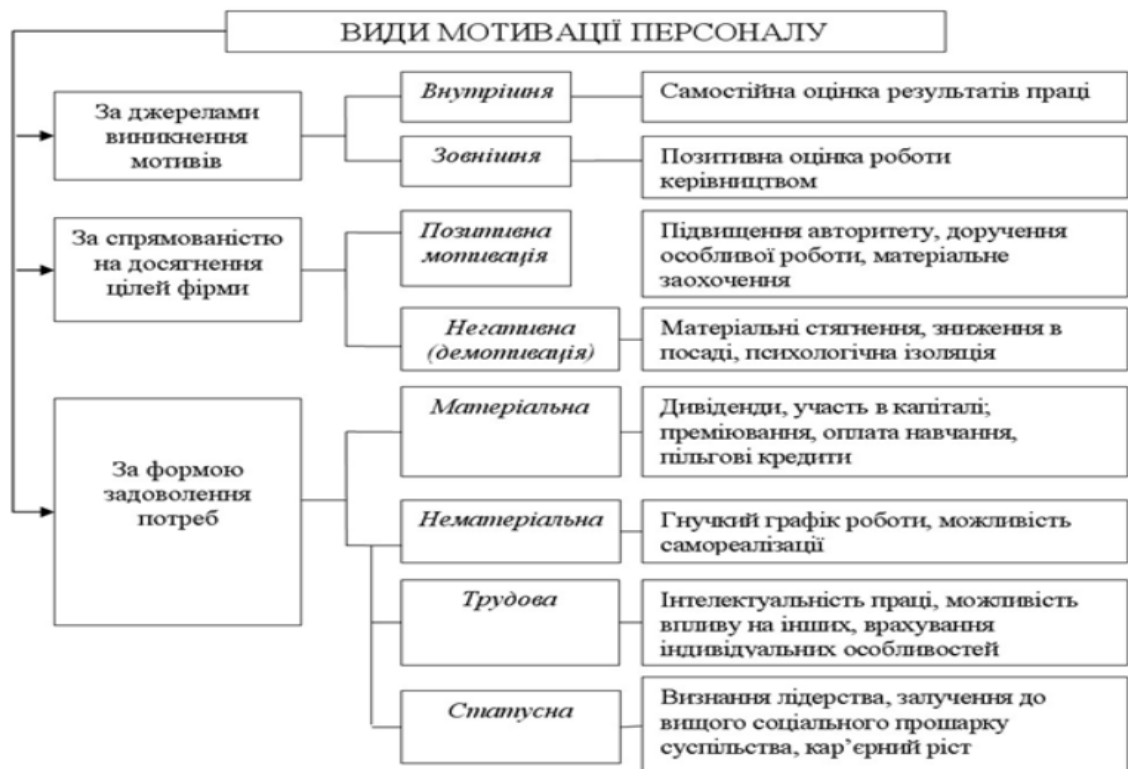 ВИДИ МОТИВАЦІЇ ПЕРСОНАЛУ
За джерелами
виникнення
мотивів
Внутрішня
Самостійна оцінка результатів праці
Зовнішня
Позитивна оцінка роботи
керівництвом
За спрямованістю
на досягнення
цілей фірми
Позитивна
мотивація
Підвищення авторитету, доручення
особливої роботи, матеріальне
заохочення
Негативна
(демотивація)
Матеріальні стягнення, зниження в
посаді, психологічна ізоляція
За формою
задоволення
потреб
Матеріальна
Дивіденди, участь в капіталі;
преміювання, оплата навчання,
пільгові кредити
Нематеріальна
Гнучкий графік роботи, можливість
самореалізації
Трудова
Інтелектуальність праці, можливість
впливу на інших, врахування
індивідуальних особливостей
Статусна
Визнання лідерства, залучення до
вищого соціального прошарку
суспільства, кар’єрний ріст